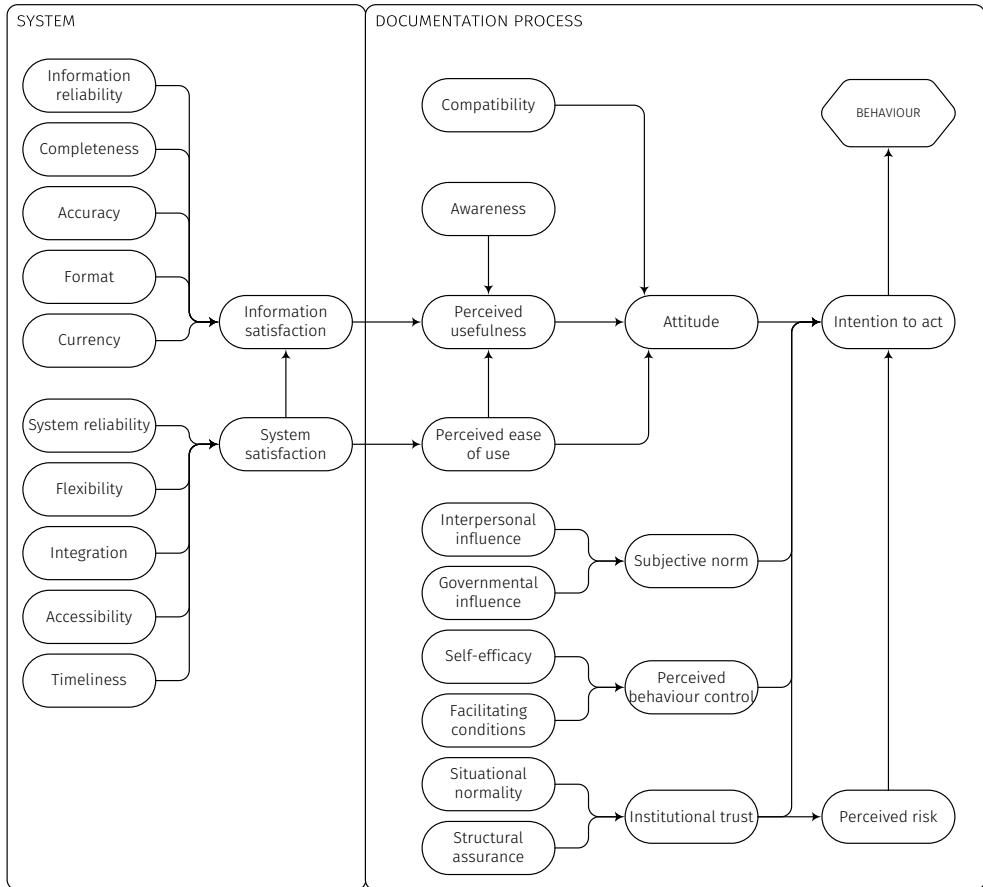 SYSTEM
Information
reliability
Completeness
Accuracy
Format
Currency
Information
satisfaction
System reliability
Flexibility
Integration
Accessibility
Timeliness
System
satisfaction
DOCUMENTATION PROCESS
Compatibility
Awareness
Perceived
usefulness
Perceived ease
of use
Attitude
Intention to act
BEHAVIOUR
Interpersonal
influence
Governmental
influence
Subjective norm
Self-efficacy
Facilitating
conditions
Perceived
behaviour control
Situational
normality
Structural
assurance
Institutional trust
Perceived risk